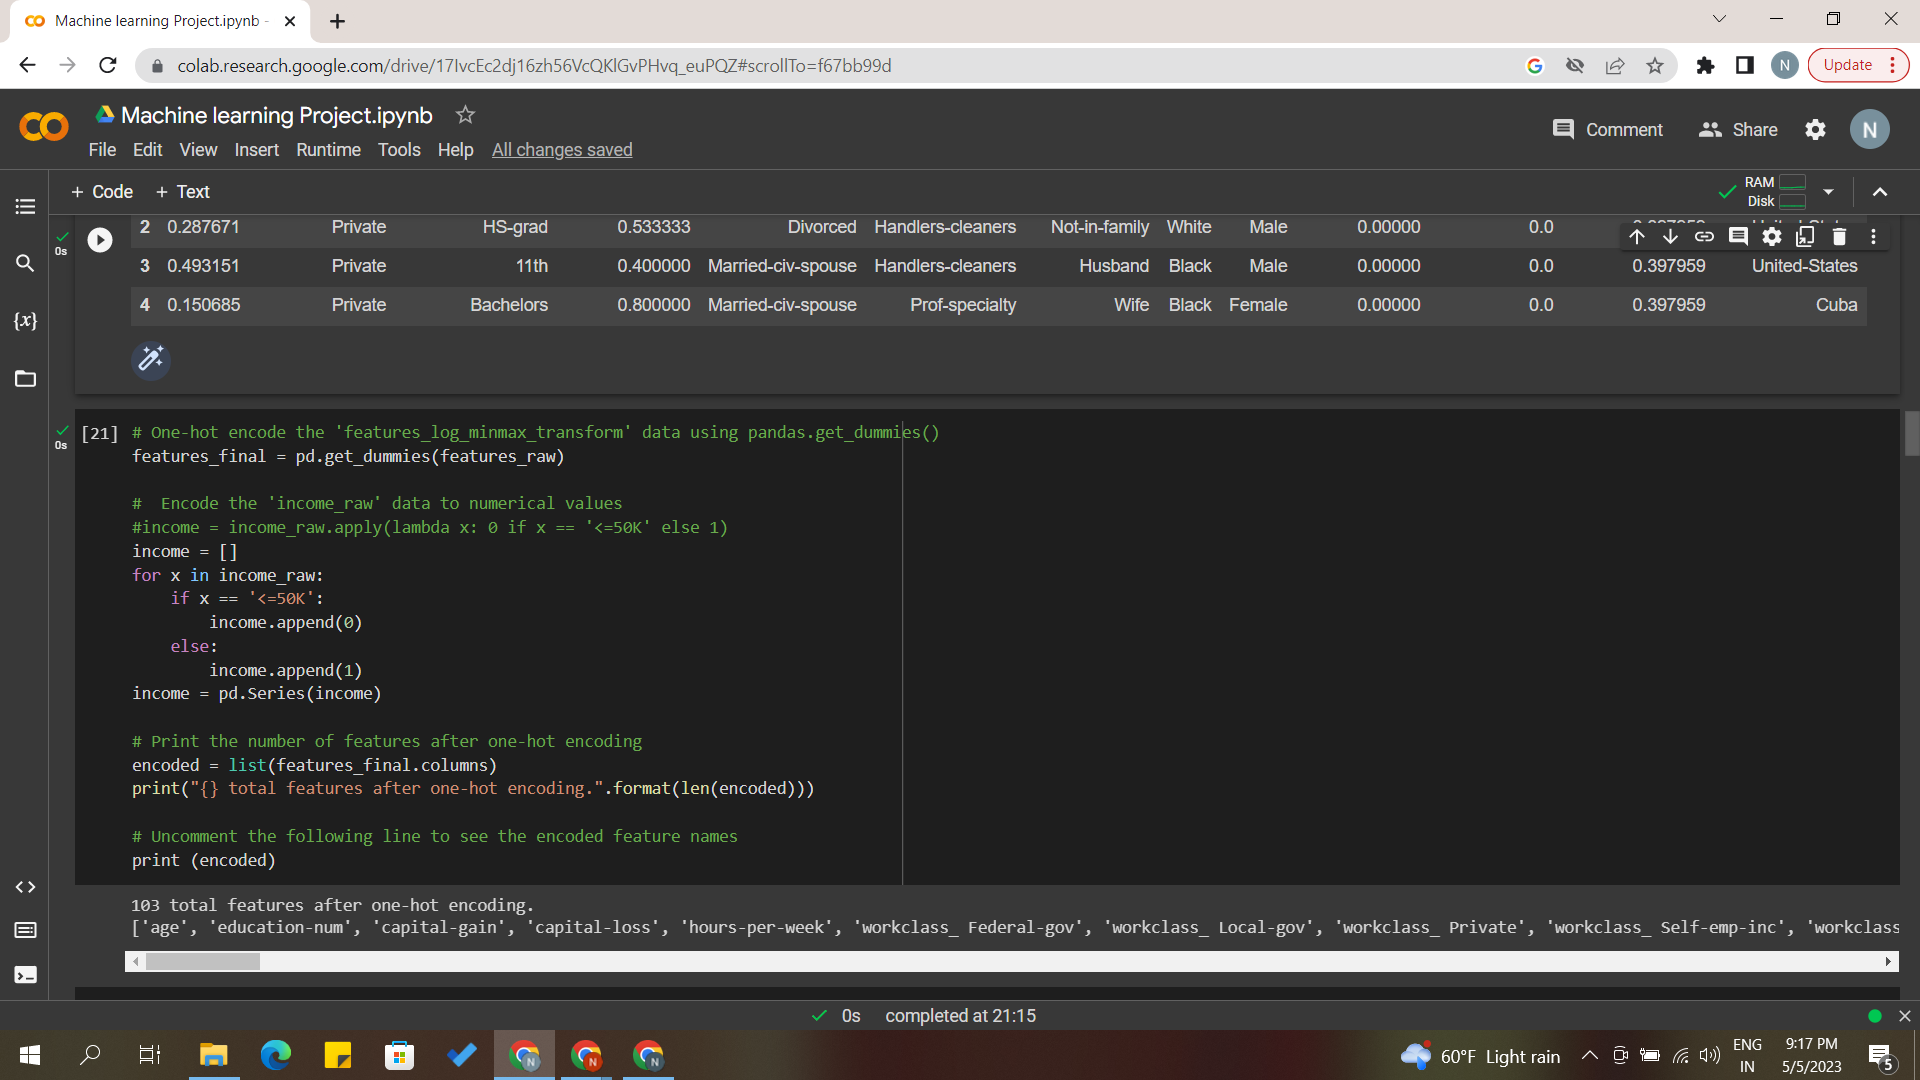 Machine learning Project.ipynb -
colab.research.google.com/drive/17IvcEc2dj16zh56VcQKlGvPHvq_euPQZ#scrollTo=f67bb99d
N
Update
Machine learning Project.ipynb
Comment
Share
N
File Edit View Insert Runtime Tools Help All changes saved
+ Code + Text
RAM
Disk
2 0.287671 Private HS-grad 0.533333 Divorced Handlers-cleaners Not-in-family White Male 0.00000 0.0
0s
3 0.493151 Private 11th 0.400000 Married-civ-spouse Handlers-cleaners Husband Black Male 0.00000 0.0 0.397959 United-States
4 0.150685 Private Bachelors 0.800000 Married-civ-spouse Prof-specialty Wife Black Female 0.00000 0.0 0.397959 Cuba
{x}
0s
[21] # One-hot encode the 'features_log_minmax_transform' data using pandas.get_dummies()
features_final = pd.get_dummies(features_raw)
#  Encode the 'income_raw' data to numerical values
#income = income_raw.apply(lambda x: 0 if x == '<=50K' else 1)
income = []
for x in income_raw:
if x == '<=50K':
income.append(0)
else:
income.append(1)
income = pd.Series(income)
# Print the number of features after one-hot encoding
encoded = list(features_final.columns)
print("{} total features after one-hot encoding.".format(len(encoded)))
# Uncomment the following line to see the encoded feature names
print (encoded)
103 total features after one-hot encoding.
['age', 'education-num', 'capital-gain', 'capital-loss', 'hours-per-week', 'workclass_ Federal-gov', 'workclass_ Local-gov', 'workclass_ Private', 'workclass_ Self-emp-inc', 'workclass
0s completed at 21:15
60°F Light rain
ENG
IN
9:17 PM
5/5/2023
5